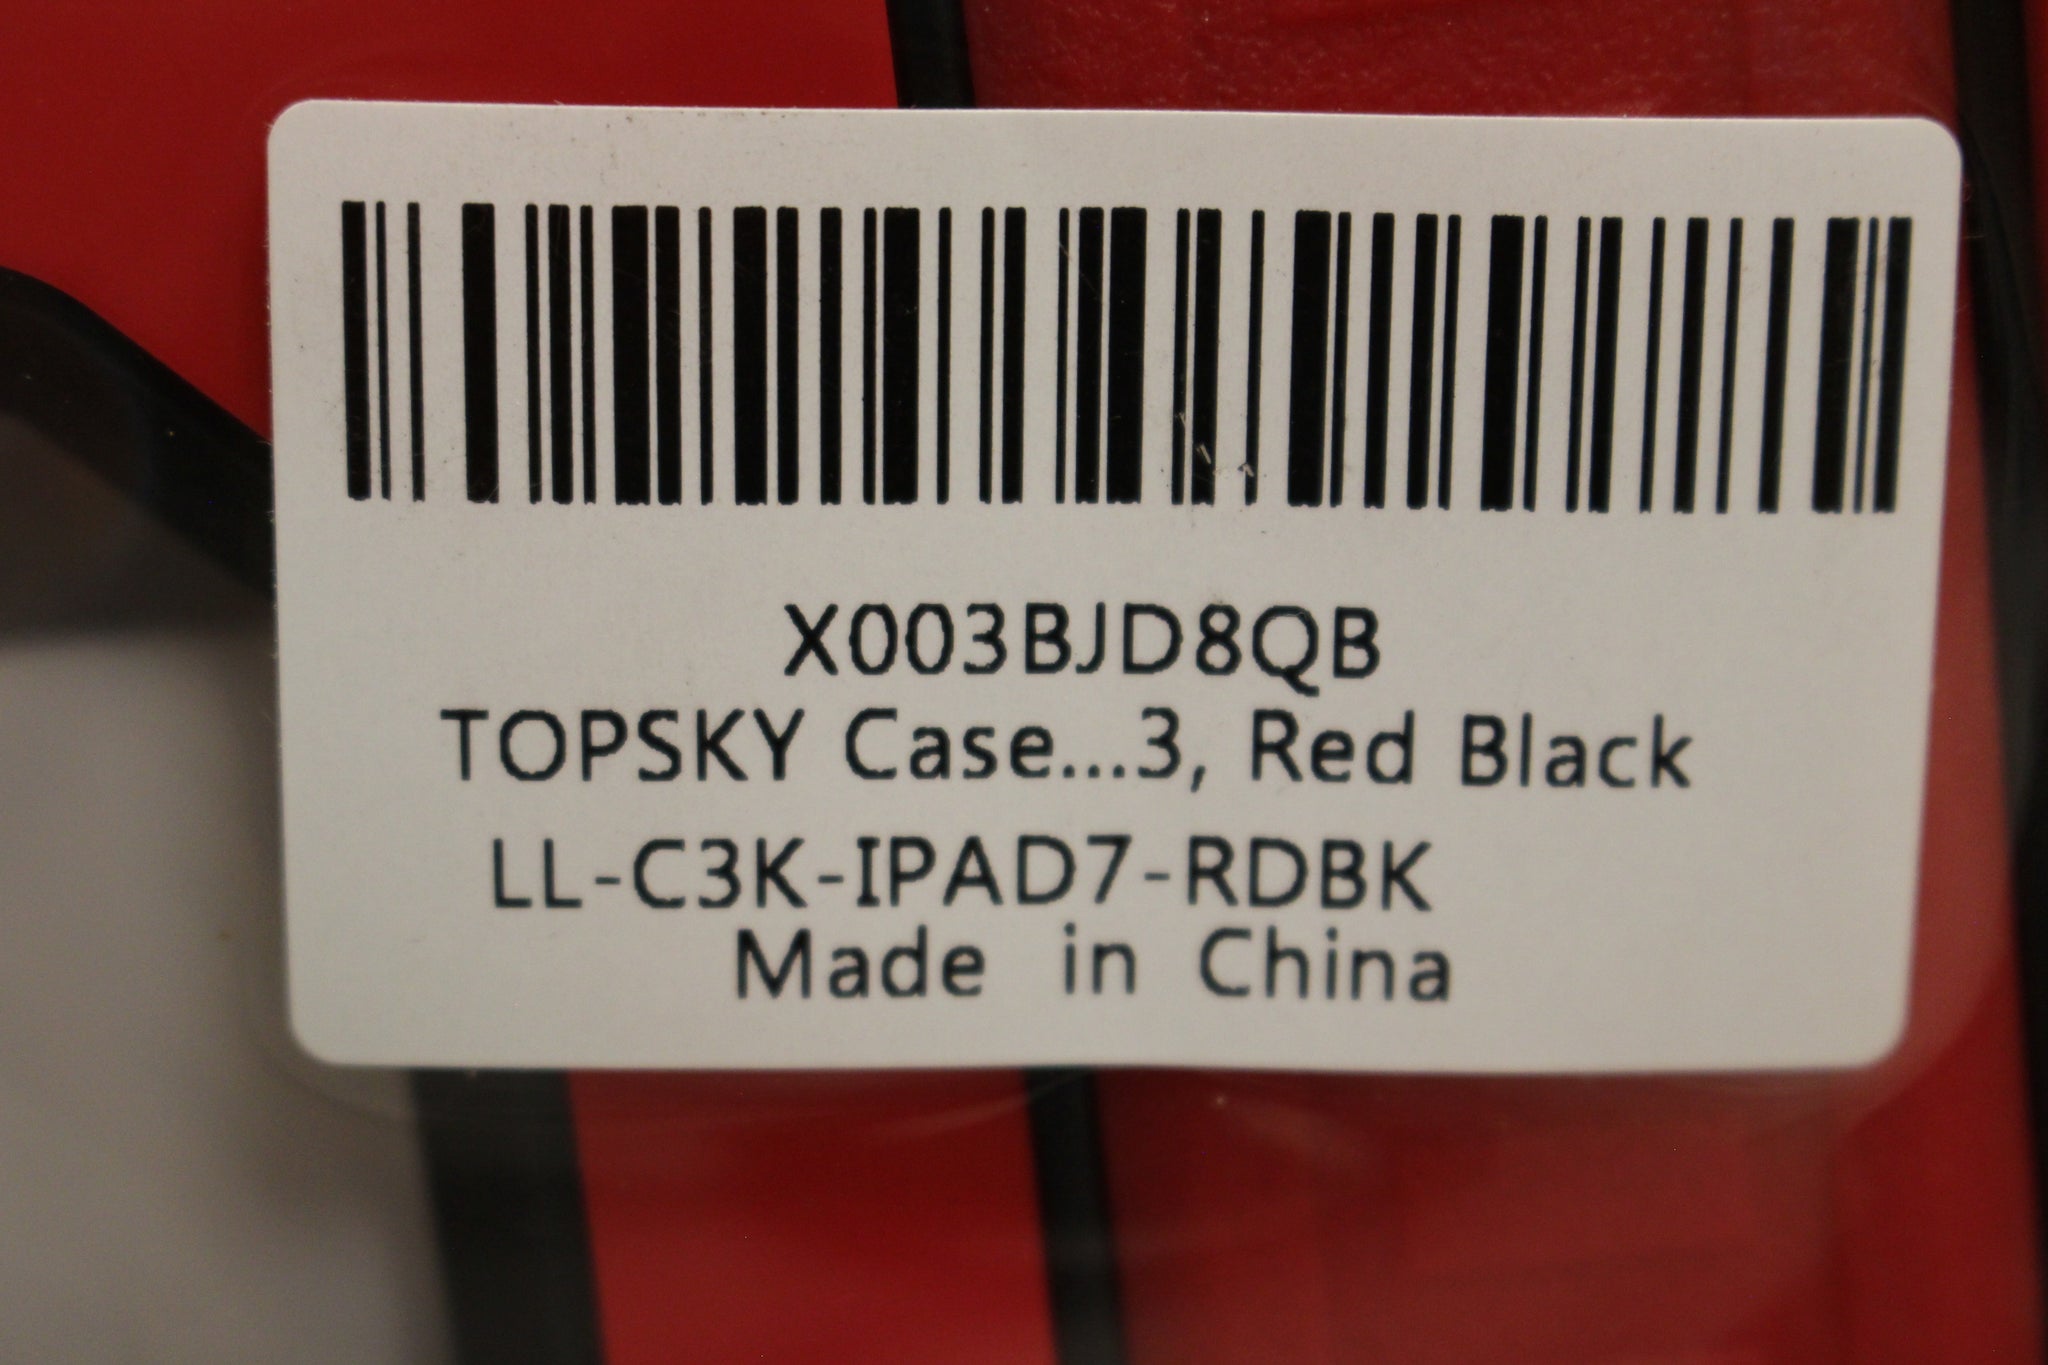 X003BJD8QB
TOPSKY Case...3, Red Black
LL-C3K-IPAD7-RDBK
Made in China